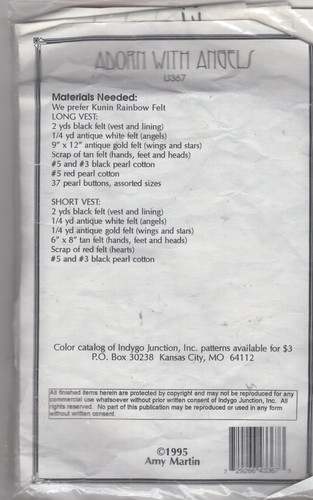 ADORN WITH ANGELS
IJ367
Materials Needed:
We prefer Kunin Rainbow Felt
LONG VEST:
2 yds black felt (vest and lining)
1/4 yd antique white felt (angels)
9" x 12" antique gold felt (wings and stars)
Scrap of tan felt (hands, feet and heads)
#5 and #3 black pearl cotton
#5 red pearl cotton
37 pearl buttons, assorted sizes
SHORT VEST:
2 yds black felt (vest and lining)
1/4 yd antique white felt (angels)
1/4 yd antique gold felt (wings and stars)
6" x 8" tan felt (hands, feet and heads)
Scrap of red felt (hearts)
#5 and #3 black pearl cotton
Color catalog of Indygo Junction, Inc. patterns available for $3
P.O. Box 30238 Kansas City, MO 64112
All finished items herein are protected by copyright and may not be reproduced for any
commercial use whatsoever without prior written consent of Indygo Junction, Inc. All
rights reserved. No part of this publication may be reproduced or used in any form
without written consent.
©1995
Amy Martin